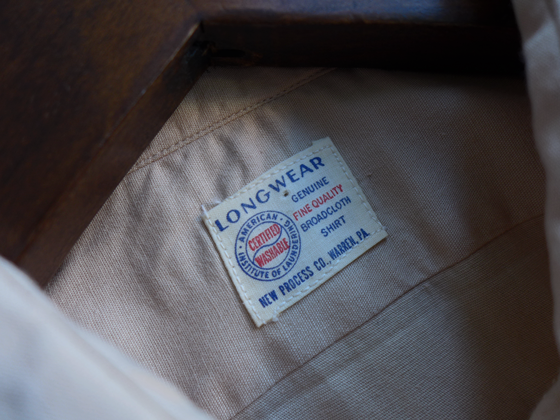 LONGWEAR
GENUINE
FINE QUALITY
BROADCLOTH
SHIRT
AMERICAN
INSTITUTE OF LAUNDERING
CERTIFIED
WASHABLE
NEW PROCESS CO., WARREN, PA.